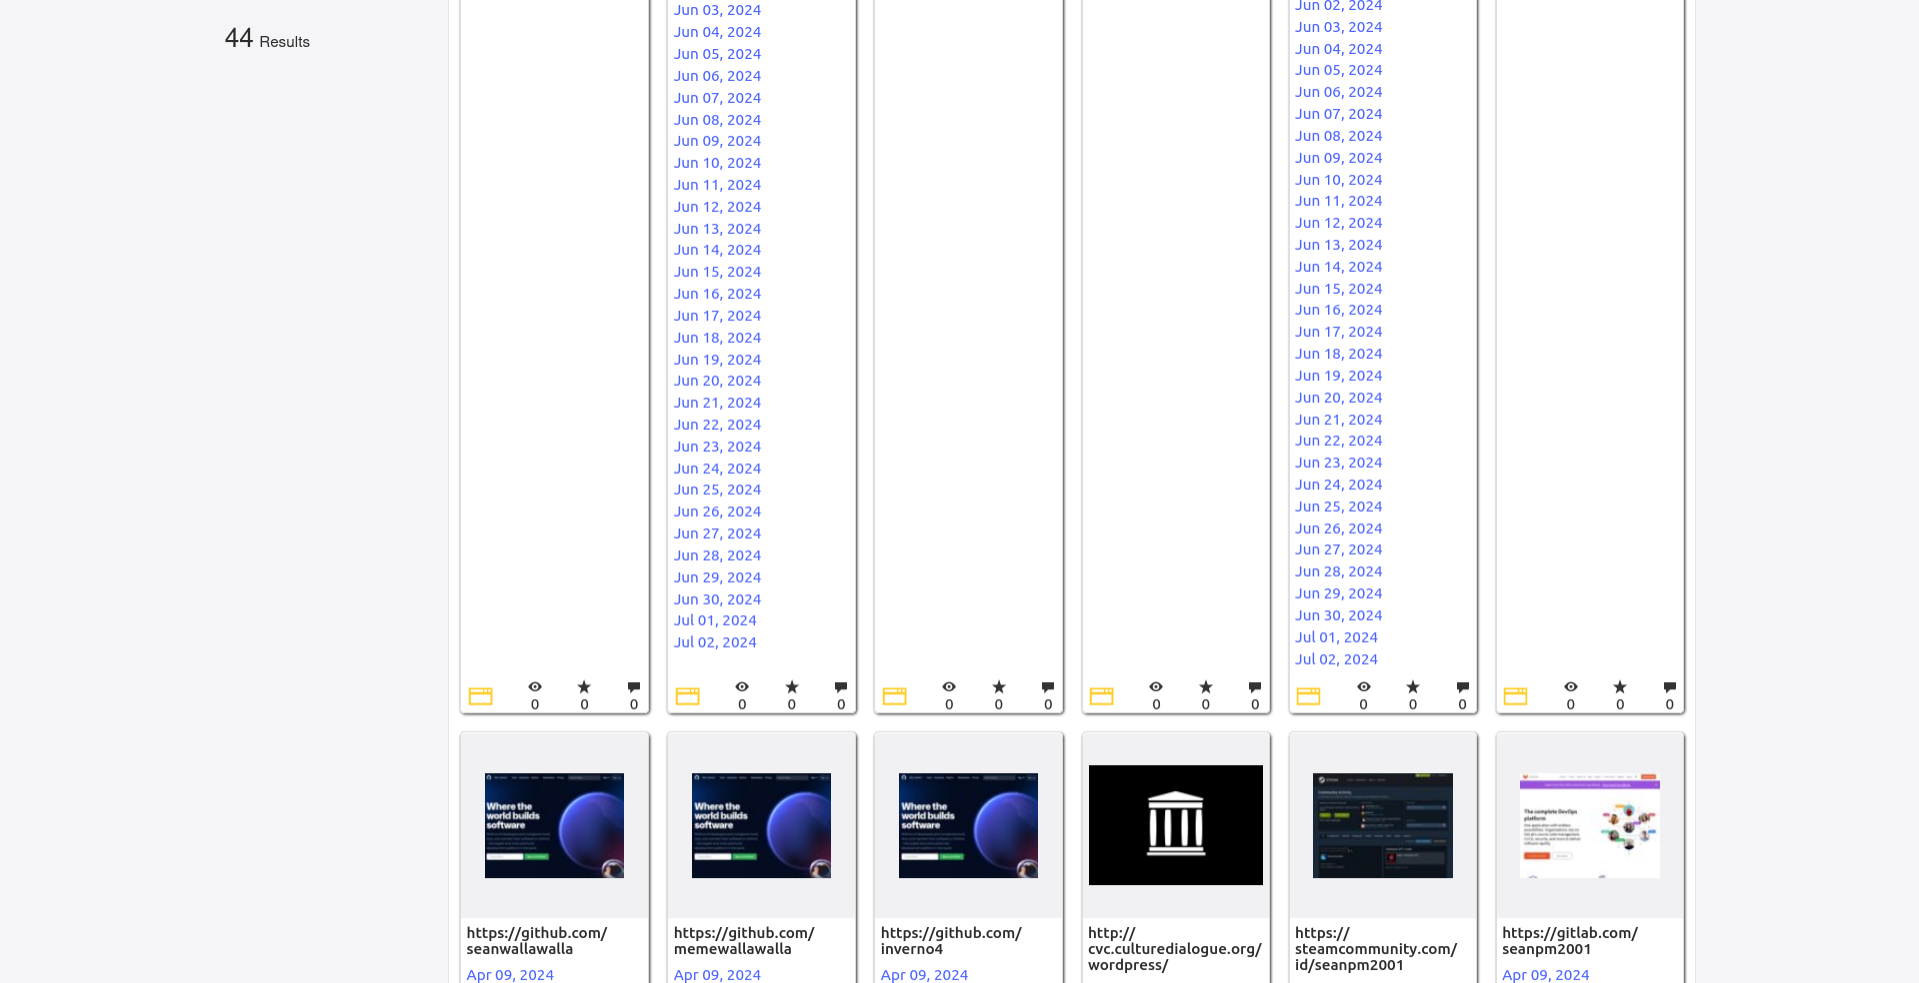 44 Results
Jun 03, 2024
Jun 04, 2024
Jun 05, 2024
Jun 06, 2024
Jun 07, 2024
Jun 08, 2024
Jun 09, 2024
Jun 10, 2024
Jun 11, 2024
Jun 12, 2024
Jun 13, 2024
Jun 14, 2024
Jun 15, 2024
Jun 16, 2024
Jun 17, 2024
Jun 18, 2024
Jun 19, 2024
Jun 20, 2024
Jun 21, 2024
Jun 22, 2024
Jun 23, 2024
Jun 24, 2024
Jun 25, 2024
Jun 26, 2024
Jun 27, 2024
Jun 28, 2024
Jun 29, 2024
Jun 30, 2024
Jul 01, 2024
Jul 02, 2024
Jun 02, 2024
Jun 03, 2024
Jun 04, 2024
Jun 05, 2024
Jun 06, 2024
Jun 07, 2024
Jun 08, 2024
Jun 09, 2024
Jun 10, 2024
Jun 11, 2024
Jun 12, 2024
Jun 13, 2024
Jun 14, 2024
Jun 15, 2024
Jun 16, 2024
Jun 17, 2024
Jun 18, 2024
Jun 19, 2024
Jun 20, 2024
Jun 21, 2024
Jun 22, 2024
Jun 23, 2024
Jun 24, 2024
Jun 25, 2024
Jun 26, 2024
Jun 27, 2024
Jun 28, 2024
Jun 29, 2024
Jun 30, 2024
Jul 01, 2024
Jul 02, 2024
0 0 0
0 0 0
0 0 0
0 0 0
0 0 0
0 0 0
Where the
world builds
software
https://github.com/
seanwallawalla
Apr 09, 2024
Where the
world builds
software
https://github.com/
memewallawalla
Apr 09, 2024
Where the
world builds
software
https://github.com/
inverno4
Apr 09, 2024
http://
cvc.culturedialogue.org/
wordpress/
https://
steamcommunity.com/
id/seanpm2001
The complete DevOps
platform
https://gitlab.com/
seanpm2001
Apr 09, 2024